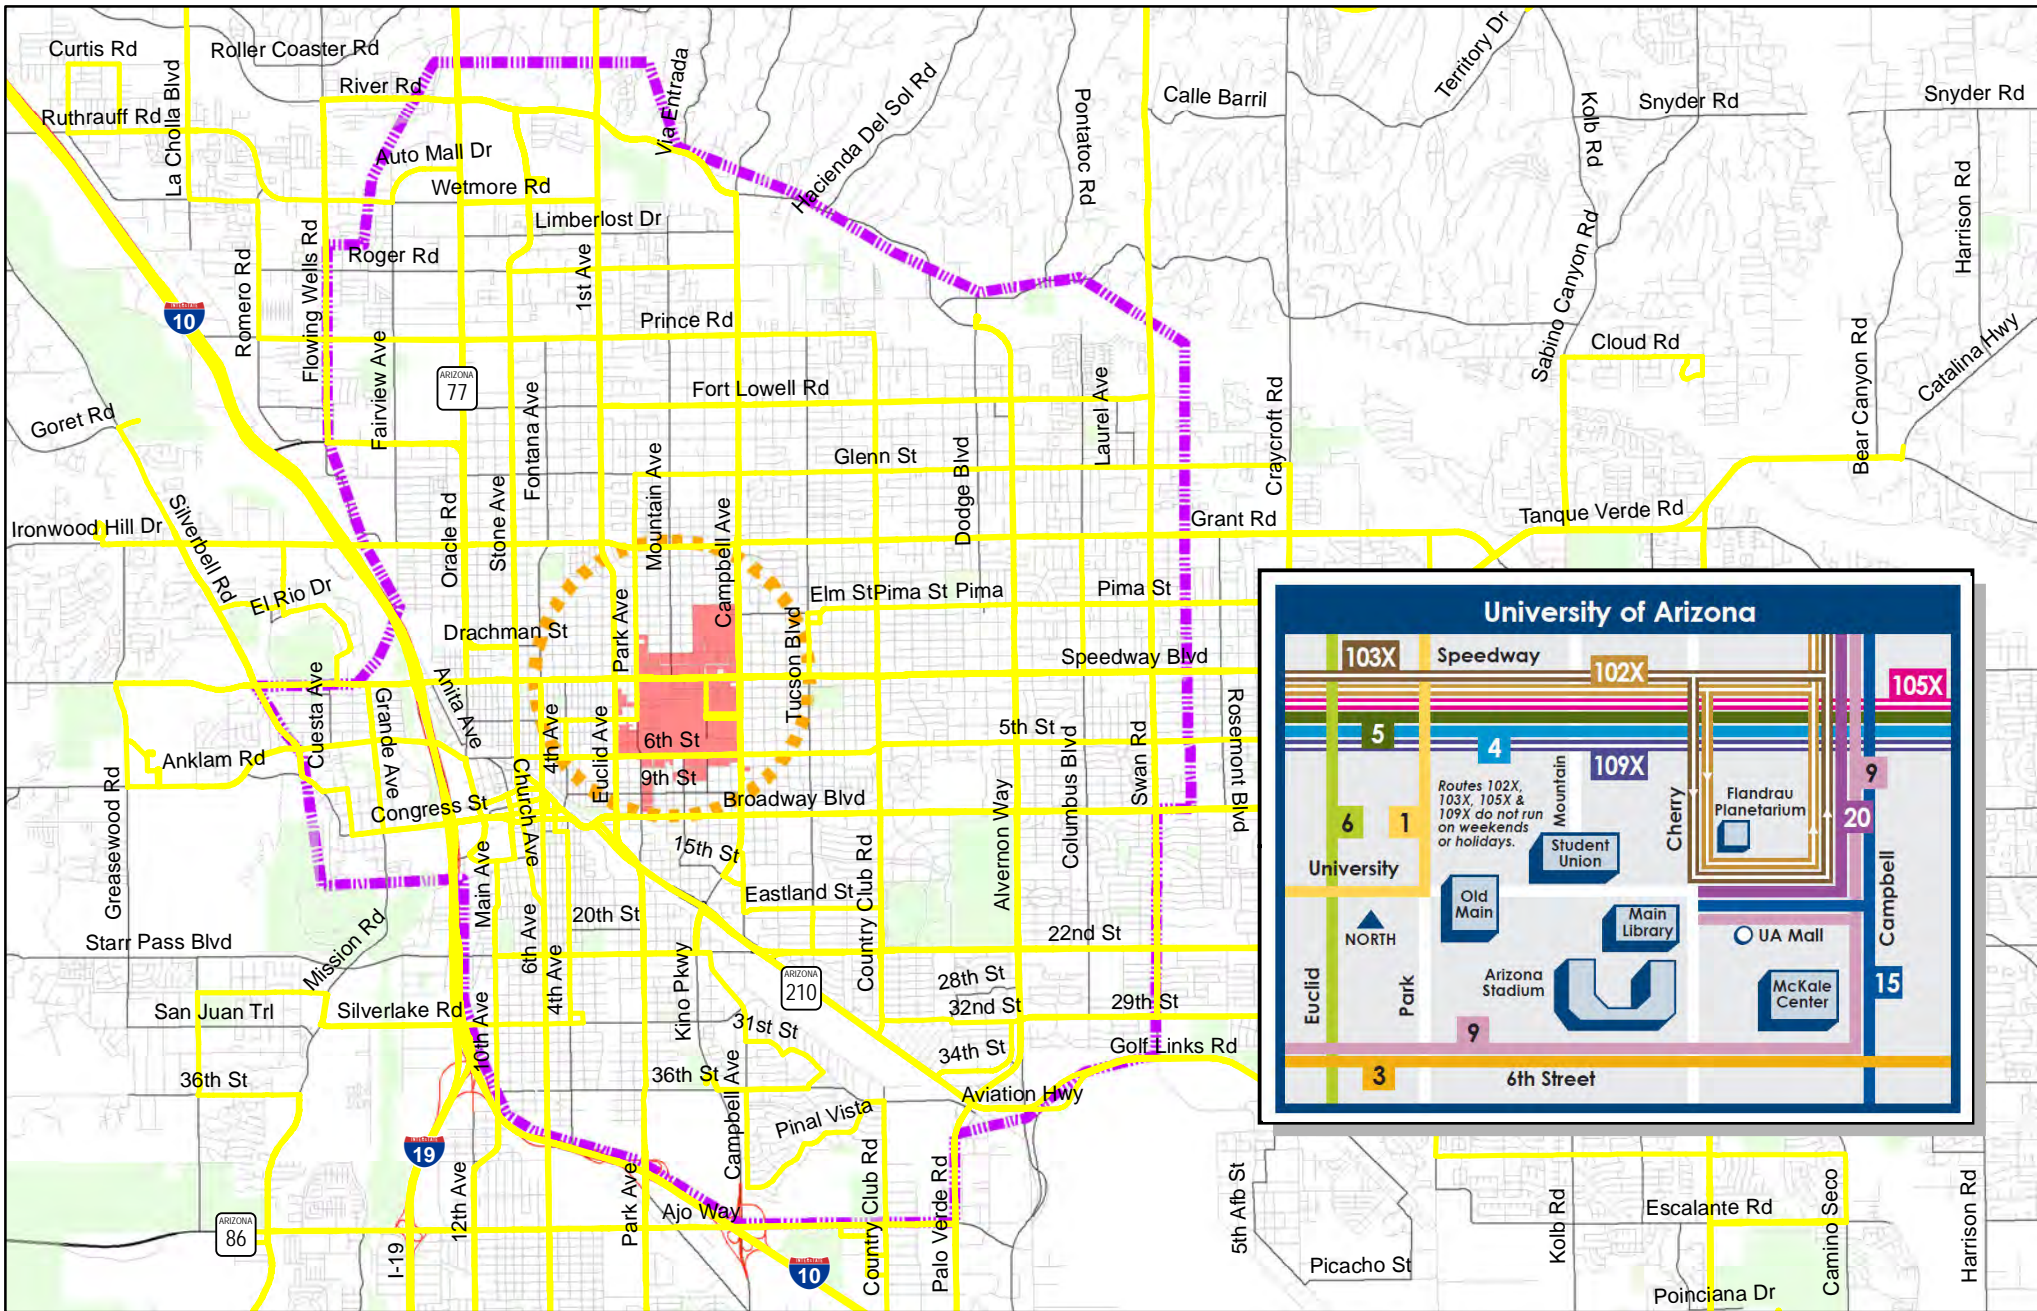 Curtis Rd
Roller Coaster Rd
La Cholla Blvd
River Rd
Via Entrada
Hacienda Del Sol Rd
Pontatoc Rd
Calle Barril
Territory Dr
Kolb Rd
Snyder Rd
Snyder Rd
Ruthrauff Rd
Auto Mall Dr
Wetmore Rd
Limberlost Dr
Harrison Rd
Romero Rd
Flowing Wells Rd
Roger Rd
1st Ave
Sabino Canyon Rd
INTERSTATE
10
Prince Rd
Cloud Rd
Bear Canyon Rd
Catalina Hwy
Fairview Ave
ARIZONA
77
Fontana Ave
Fort Lowell Rd
Laurel Ave
Craycroft Rd
Goret Rd
Mountain Ave
Glenn St
Dodge Blvd
Ironwood Hill Dr
Silverbell Rd
Oracle Rd
Stone Ave
Campbell Ave
Grant Rd
Tanque Verde Rd
El Rio Dr
Elm St
Pima St
Pima
Pima St
Drachman St
Park Ave
Tucson Blvd
Speedway Blvd
Cuesta Ave
Grande Ave
Anita Ave
4th Ave
Euclid Ave
6th St
5th St
Columbus Blvd
Swan Rd
Rosemont Blvd
Anklam Rd
Greasewood Rd
Congress St
Church Ave
9th St
Broadway Blvd
Alvernon Way
15th St
Country Club Rd
Main Ave
Eastland St
Starr Pass Blvd
Mission Rd
6th Ave
20th St
4th Ave
Kino Pkwy
22nd St
ARIZONA
210
28th St
San Juan Trl
Silverlake Rd
10th Ave
31st St
32nd St
29th St
36th St
36th St
Campbell Ave
34th St
Golf Links Rd
Aviation Hwy
Pinal Vista
INTERSTATE
19
12th Ave
Park Ave
Country Club Rd
Palo Verde Rd
5th Afb St
Kolb Rd
Escalante Rd
Camino Seco
Harrison Rd
ARIZONA
86
I-19
Ajo Way
INTERSTATE
10
Picacho St
Poinciana Dr
University of Arizona
103X
Speedway
102X
105X
5
4
109X
9
6
1
Routes 102X,
103X, 105X &
109X do not run
on weekends
or holidays.
Mountain
Cherry
Flandrau
Planetarium
20
University
Student
Union
Old
Main
Main
Library
UA Mall
Campbell
NORTH
Euclid
Park
Arizona
Stadium
McKale
Center
15
9
3
6th Street